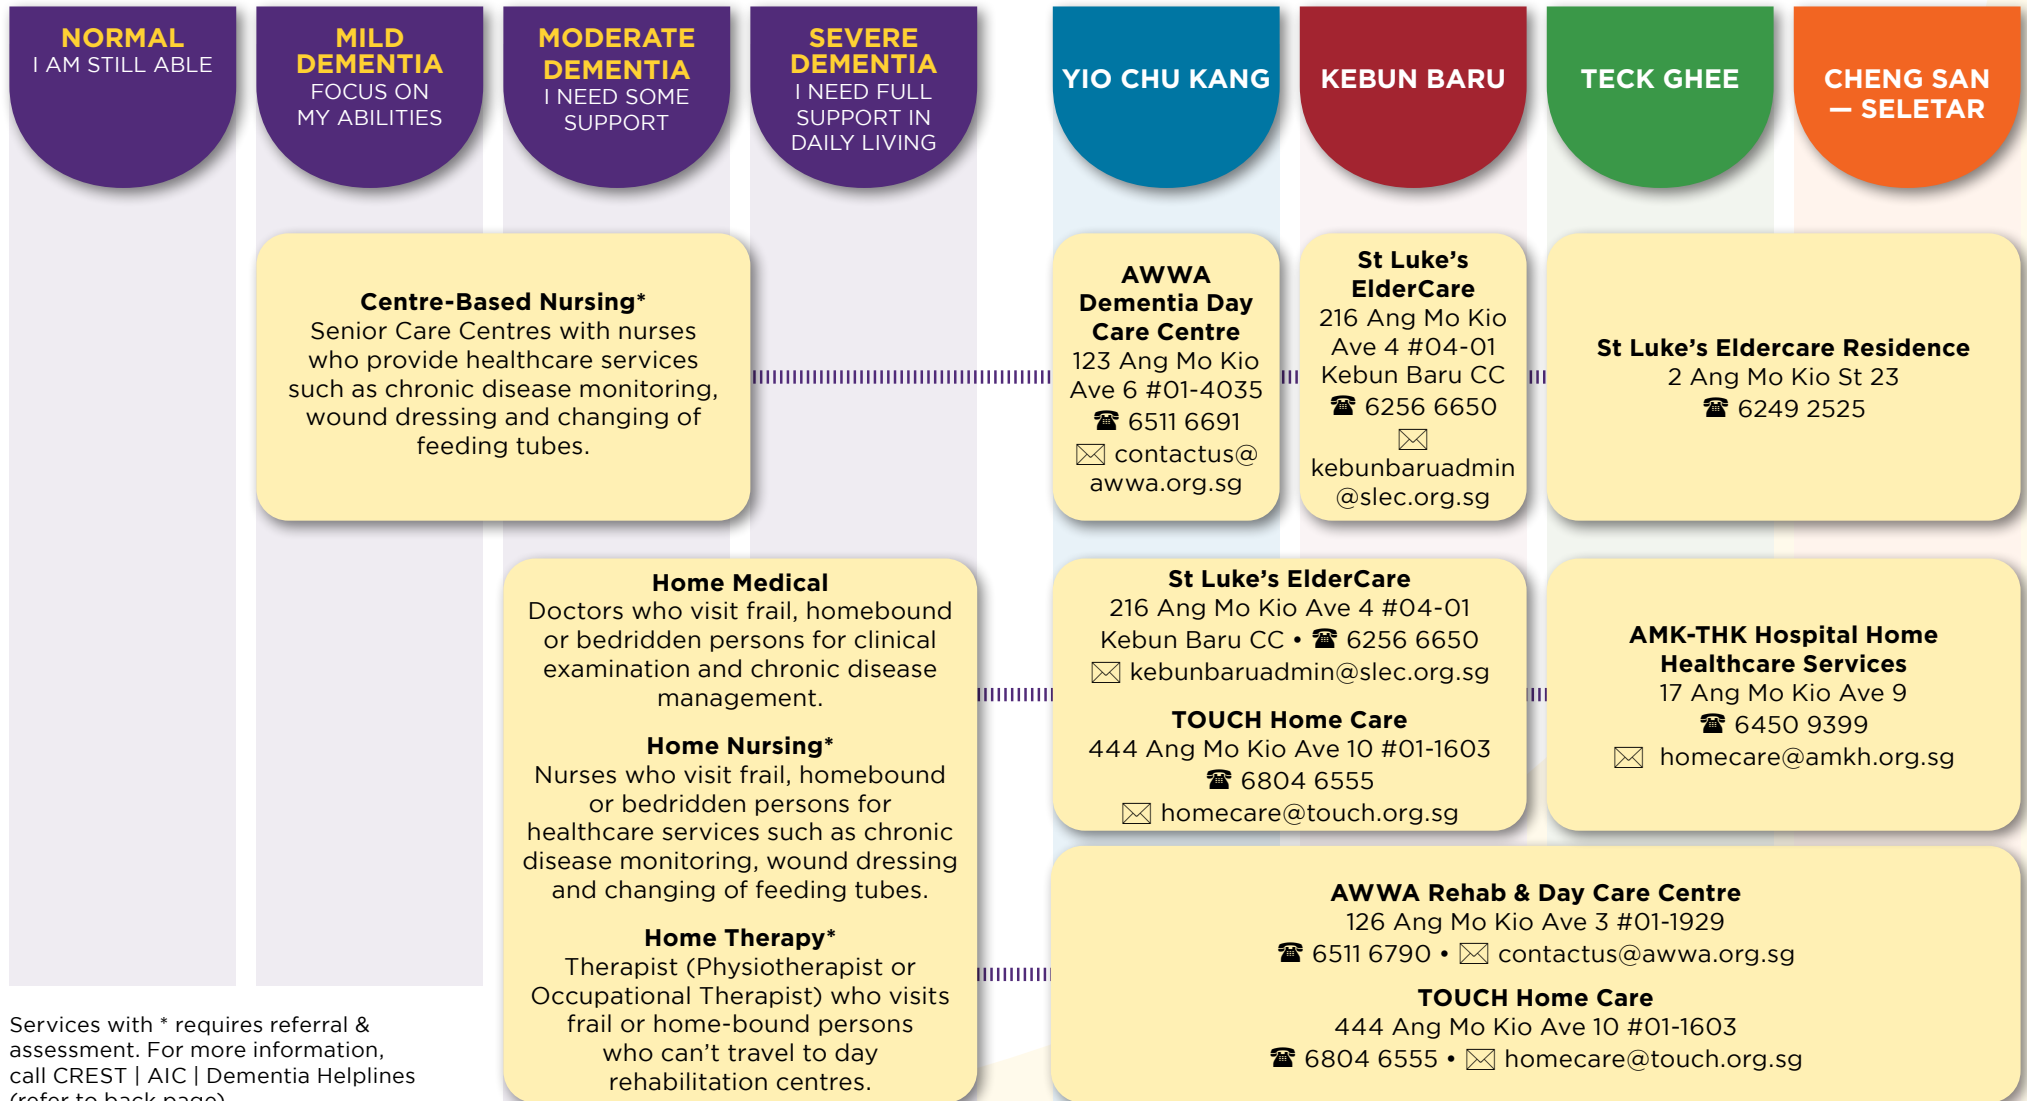 NORMAL
I AM STILL ABLE
MILD
DEMENTIA
FOCUS ON
MY ABILITIES
MODERATE
DEMENTIA
I NEED SOME
SUPPORT
SEVERE
DEMENTIA
I NEED FULL
SUPPORT IN
DAILY LIVING
YIO CHU KANG
KEBUN BARU
TECK GHEE
CHENG SAN
— SELETAR
Centre-Based Nursing*
Senior Care Centres with nurses
who provide healthcare services
such as chronic disease monitoring,
wound dressing and changing of
feeding tubes.
AWWA
Dementia Day
Care Centre
123 Ang Mo Kio
Ave 6 #01-4035
☎ 6511 6691
✉ contactus@
awwa.org.sg
St Luke's
ElderCare
216 Ang Mo Kio
Ave 4 #04-01
Kebun Baru CC
☎ 6256 6650
✉
kebunbaruadmin
@slec.org.sg
St Luke's Eldercare Residence
2 Ang Mo Kio St 23
☎ 6249 2525
Home Medical
Doctors who visit frail, homebound
or bedridden persons for clinical
examination and chronic disease
management.
Home Nursing*
Nurses who visit frail, homebound
or bedridden persons for
healthcare services such as chronic
disease monitoring, wound dressing
and changing of feeding tubes.
Home Therapy*
Therapist (Physiotherapist or
Occupational Therapist) who visits
frail or home-bound persons
who can't travel to day
rehabilitation centres.
St Luke's ElderCare
216 Ang Mo Kio Ave 4 #04-01
Kebun Baru CC • ☎ 6256 6650
✉ kebunbaruadmin@slec.org.sg
TOUCH Home Care
444 Ang Mo Kio Ave 10 #01-1603
☎ 6804 6555
✉ homecare@touch.org.sg
AMK-THK Hospital Home
Healthcare Services
17 Ang Mo Kio Ave 9
☎ 6450 9399
✉ homecare@amkh.org.sg
AWWA Rehab & Day Care Centre
126 Ang Mo Kio Ave 3 #01-1929
☎ 6511 6790 • ✉ contactus@awwa.org.sg
TOUCH Home Care
444 Ang Mo Kio Ave 10 #01-1603
☎ 6804 6555 • ✉ homecare@touch.org.sg
Services with * requires referral &
assessment. For more information,
call CREST | AIC | Dementia Helplines
(refer to back page)